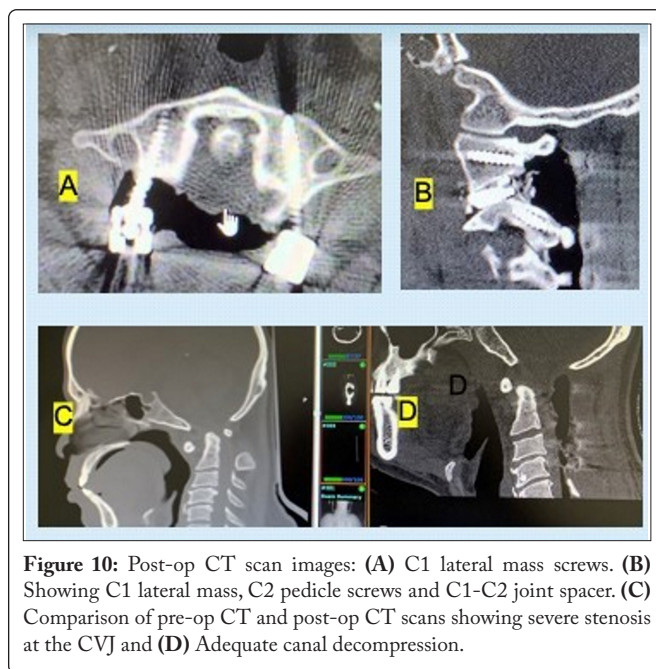 A
B
C
D
D
Figure 10: Post-op CT scan images: (A) C1 lateral mass screws. (B)
Showing C1 lateral mass, C2 pedicle screws and C1-C2 joint spacer. (C)
Comparison of pre-op CT and post-op CT scans showing severe stenosis
at the CVJ and (D) Adequate canal decompression.